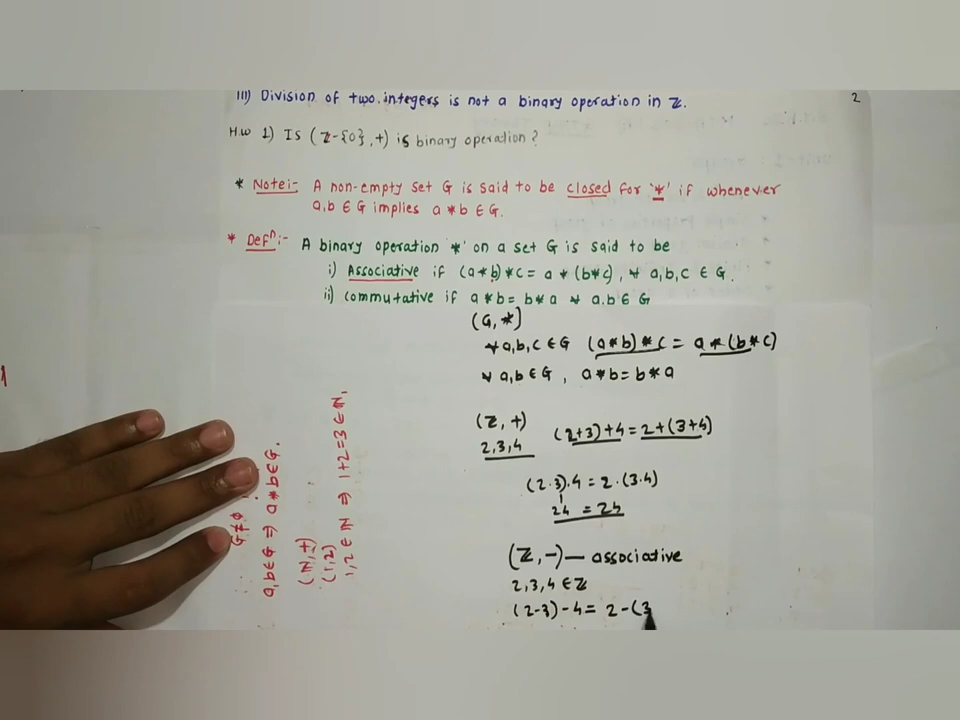 III) Division of two integers is not a binary operation in Z.
2
H.W 1) Is (Z-{0}, +) is binary operation?
* Note:- A non-empty set G is said to be closed for '*' if whenever
a,b ∈ G implies a * b ∈ G.
* Defⁿ:- A binary operation '*' on a set G is said to be
i) Associative if (a*b)*c = a*(b*c), ∀ a,b,c ∈ G.
ii) commutative if a*b = b*a ∀ a.b ∈ G
(G, *)
∀ a,b,c ∈ G (a*b)*c = a*(b*c)
∀ a,b ∈ G, a*b = b*a
(Z, +)
2,3,4 (2+3)+4 = 2+(3+4)
(2·3)·4 = 2·(3·4)
24 = 24
(Z, -) — associative
2,3,4 ∈ Z
(2-3)-4 = 2-(3
G≠φ
a,b∈G ⇒ a*b∈G.
(N, +)
(1,2)
1,2 ∈ N ⇒ 1+2=3 ∈ N,